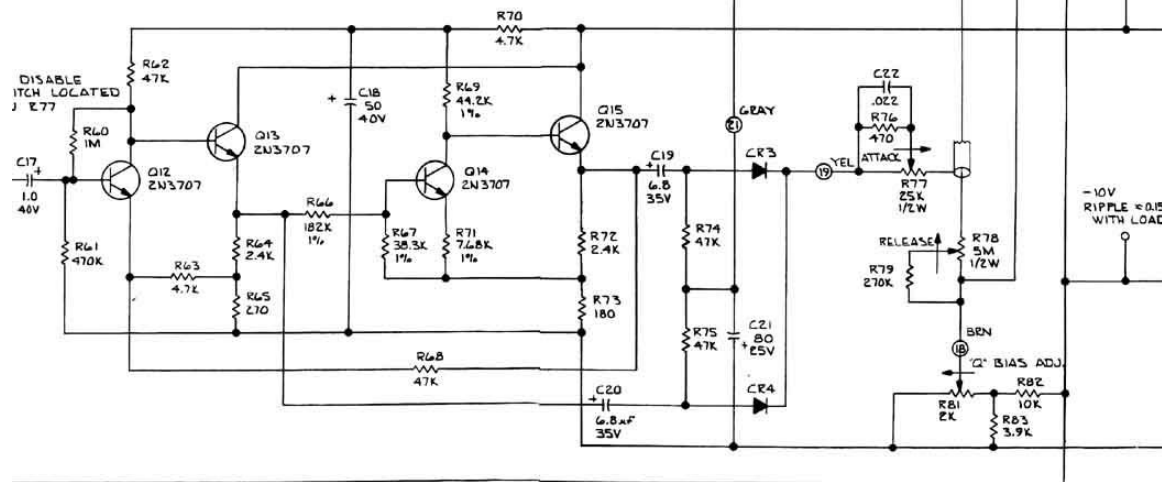 R70
4.7K
R62
47K
DISABLE
ITCH LOCATED
R77
R60
1M
C17
+
1.0
40V
Q12
2N3707
R61
470K
Q13
2N3707
+
C18
50
40V
R69
44.2K
1%
Q14
2N3707
Q15
2N3707
R66
182K
1%
R67
38.3K
1%
R71
7.68K
1%
R64
2.4K
R63
4.7K
R65
270
R72
2.4K
R73
180
R68
47K
+
C19
6.8
35V
R74
47K
R75
47K
+
C20
6.8µF
35V
21
GRAY
CR3
+
C21
80
25V
CR4
19
YEL
C22
.022
R76
470
ATTACK
R77
25K
1/2W
RELEASE
R78
5M
1/2W
R79
270K
BRN
18
"Q" BIAS ADJ.
R81
2K
R82
10K
R83
3.9K
-10V
RIPPLE = 0.15
WITH LOAD